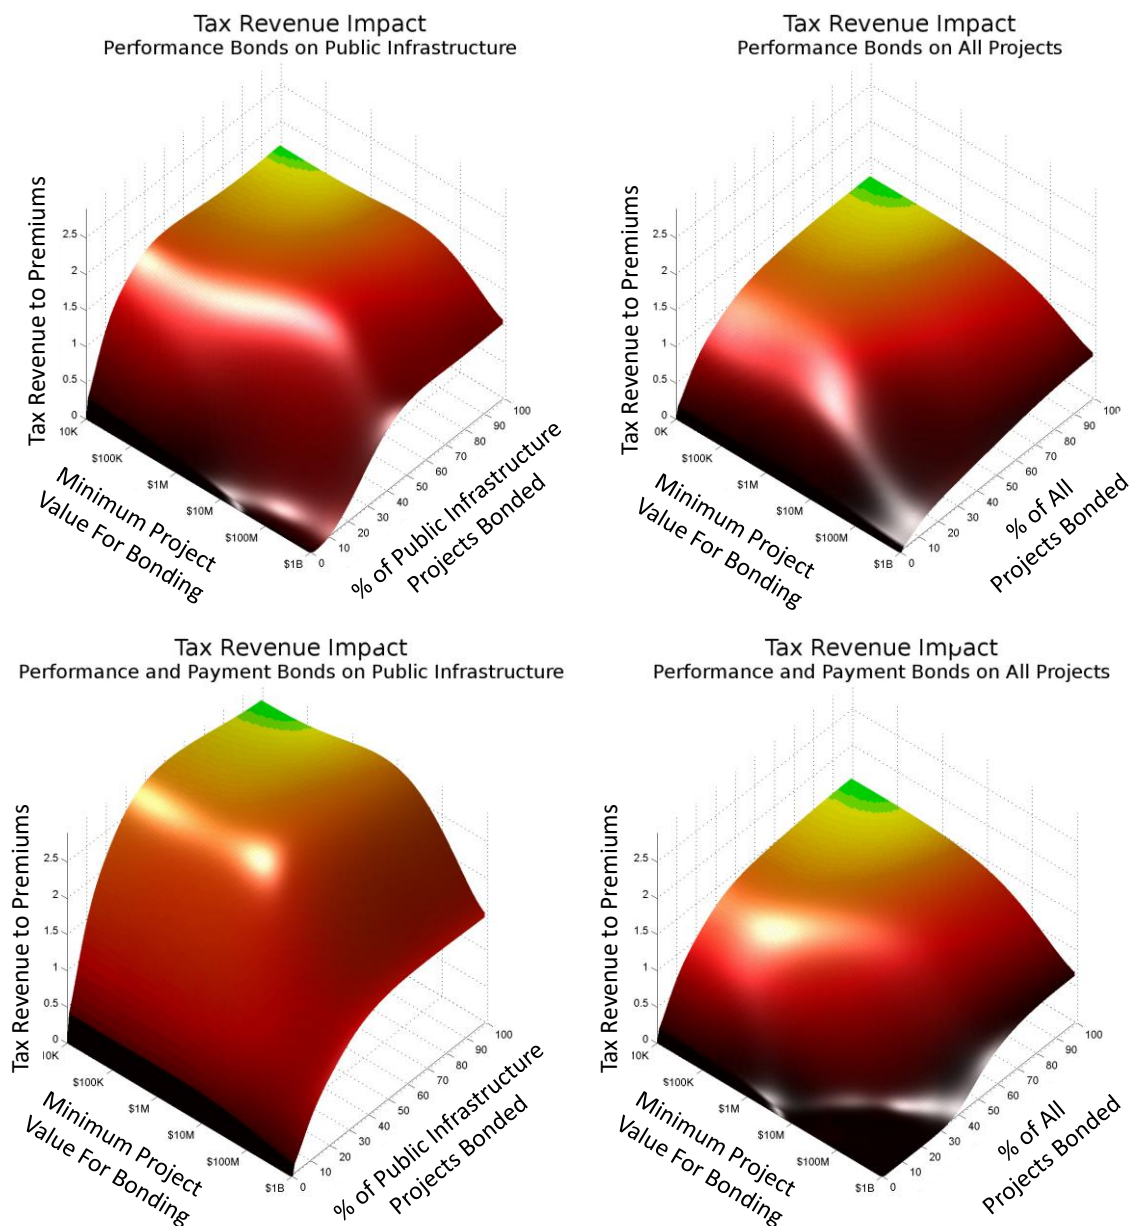 Tax Revenue Impact
Performance Bonds on Public Infrastructure
Tax Revenue to Premiums
2.5
2
1.5
1
0.5
0
10K
$100K
$1M
$10M
$100M
$1B
Minimum Project
Value For Bonding
0
10
20
30
40
50
60
70
80
90
100
% of Public Infrastructure
Projects Bonded
Tax Revenue Impact
Performance Bonds on All Projects
Tax Revenue to Premiums
2.5
2
1.5
1
0.5
0
0K
$100K
$1M
$10M
$100M
$1B
Minimum Project
Value For Bonding
0
10
20
30
40
50
60
70
80
90
100
% of All
Projects Bonded
Tax Revenue Impact
Performance and Payment Bonds on Public Infrastructure
Tax Revenue to Premiums
2.5
2
1.5
1
0.5
0
10K
$100K
$1M
$10M
$100M
$1B
Minimum Project
Value For Bonding
0
10
20
30
40
50
60
70
80
90
100
% of Public Infrastructure
Projects Bonded
Tax Revenue Impact
Performance and Payment Bonds on All Projects
Tax Revenue to Premiums
2.5
2
1.5
1
0.5
0
10K
$100K
$1M
$10M
$100M
$1B
Minimum Project
Value For Bonding
0
10
20
30
40
50
60
70
80
90
100
% of All
Projects Bonded